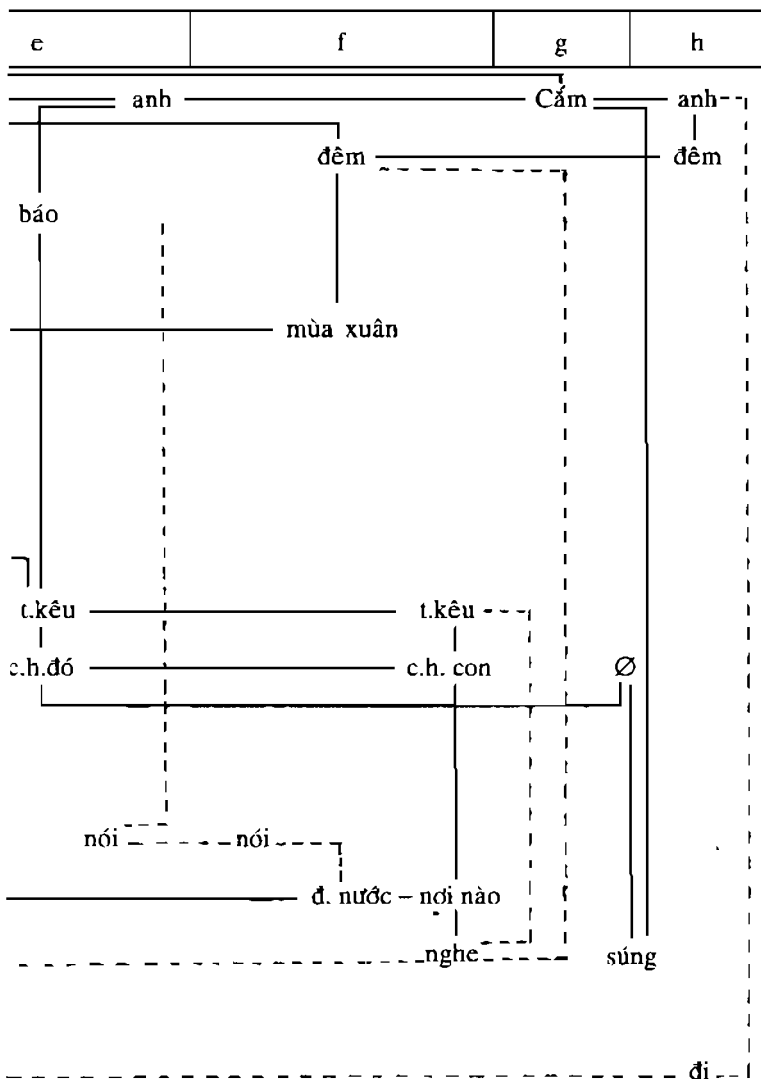 e f g h
anh Cắm anh
đêm đêm
báo
mùa xuân
t.kêu t.kêu
c.h.đó c.h. con ∅
nói nói
đ. nước – nơi nào
nghe súng
đi